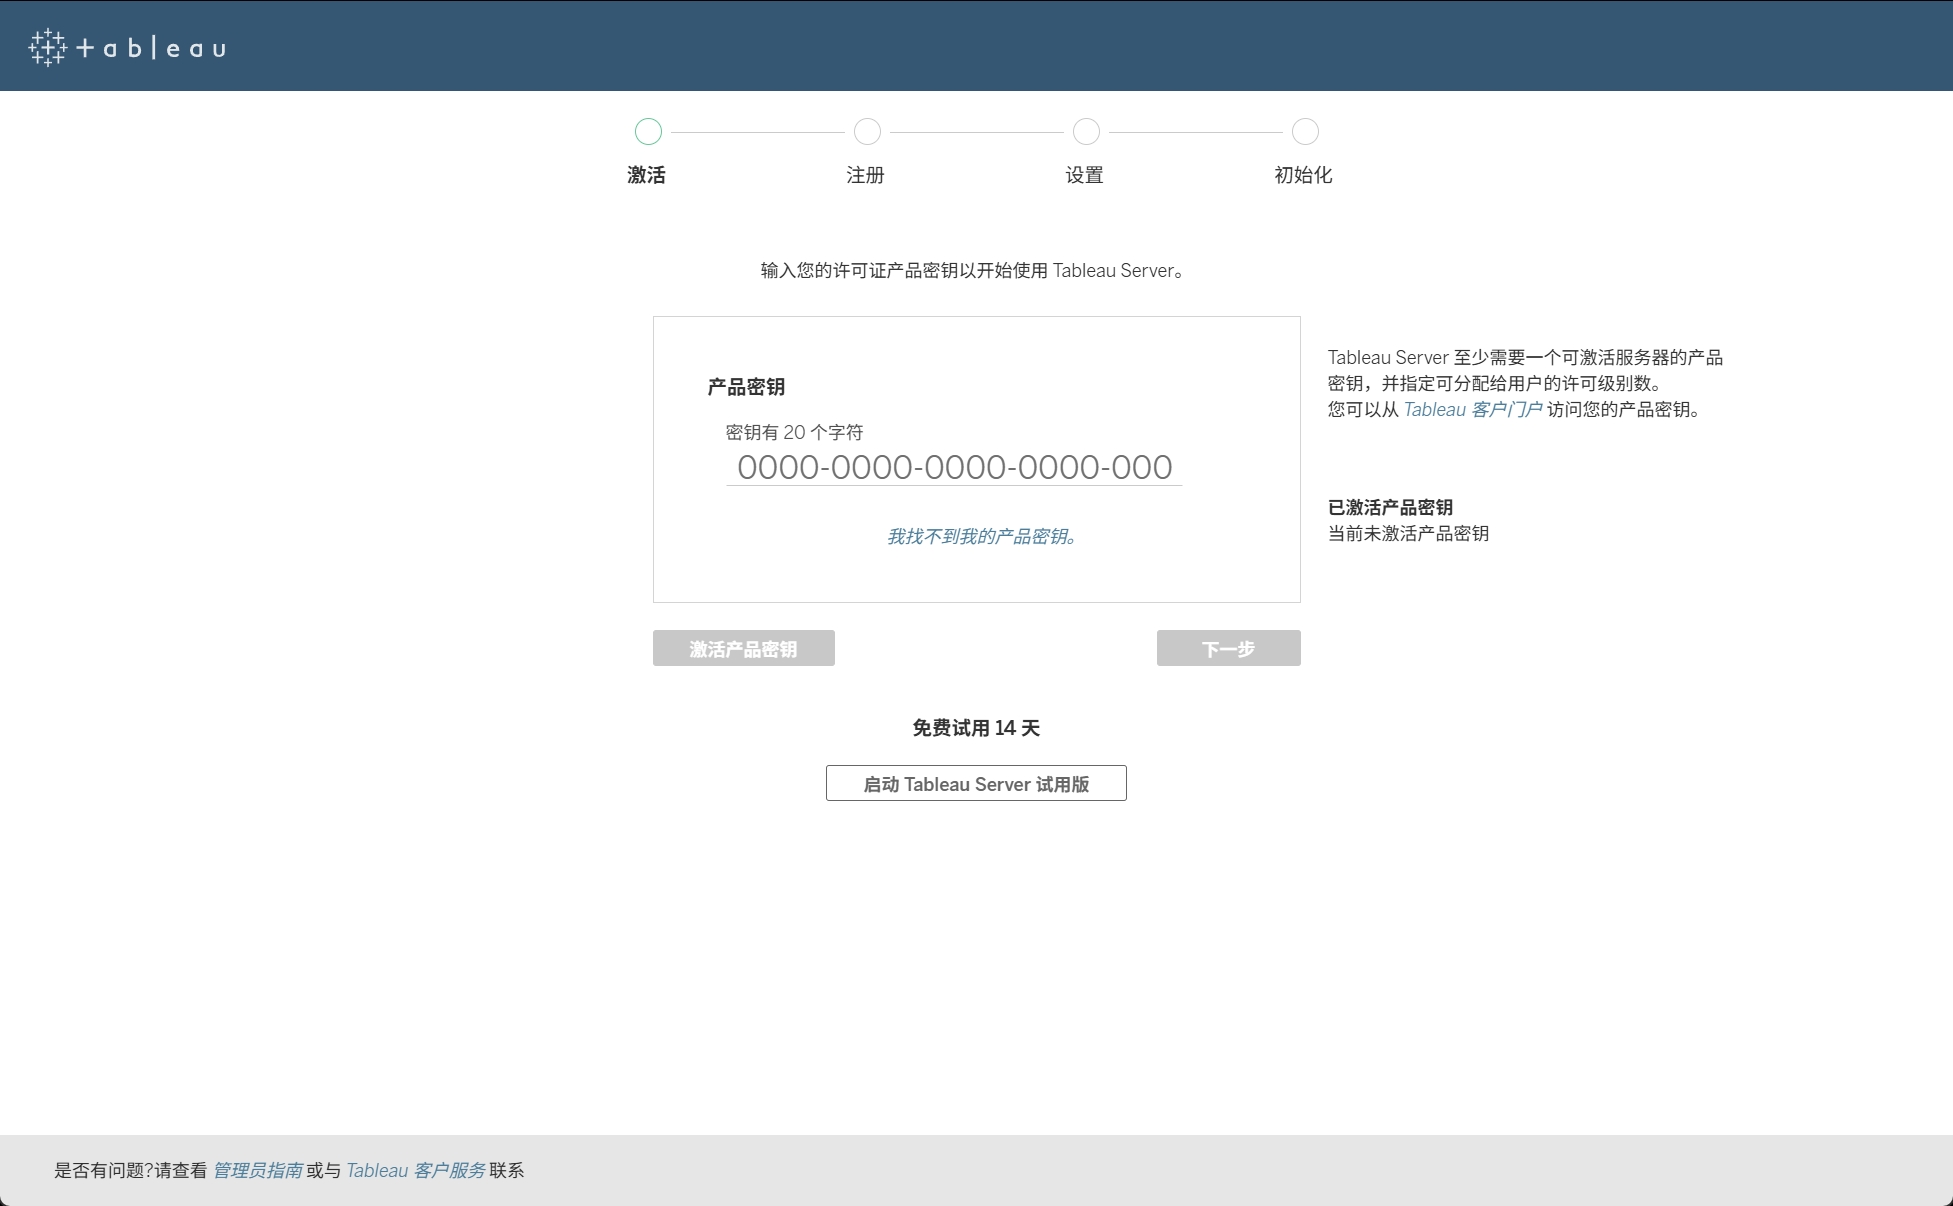 tableau
激活
注册
设置
初始化
输入您的许可证产品密钥以开始使用 Tableau Server。
产品密钥
密钥有 20 个字符
0000-0000-0000-0000-000
我找不到我的产品密钥。
Tableau Server 至少需要一个可激活服务器的产品
密钥，并指定可分配给用户的许可级别数。
您可以从 Tableau 客户门户 访问您的产品密钥。
已激活产品密钥
当前未激活产品密钥
激活产品密钥
下一步
免费试用 14 天
启动 Tableau Server 试用版
是否有问题?请查看 管理员指南 或与 Tableau 客户服务 联系